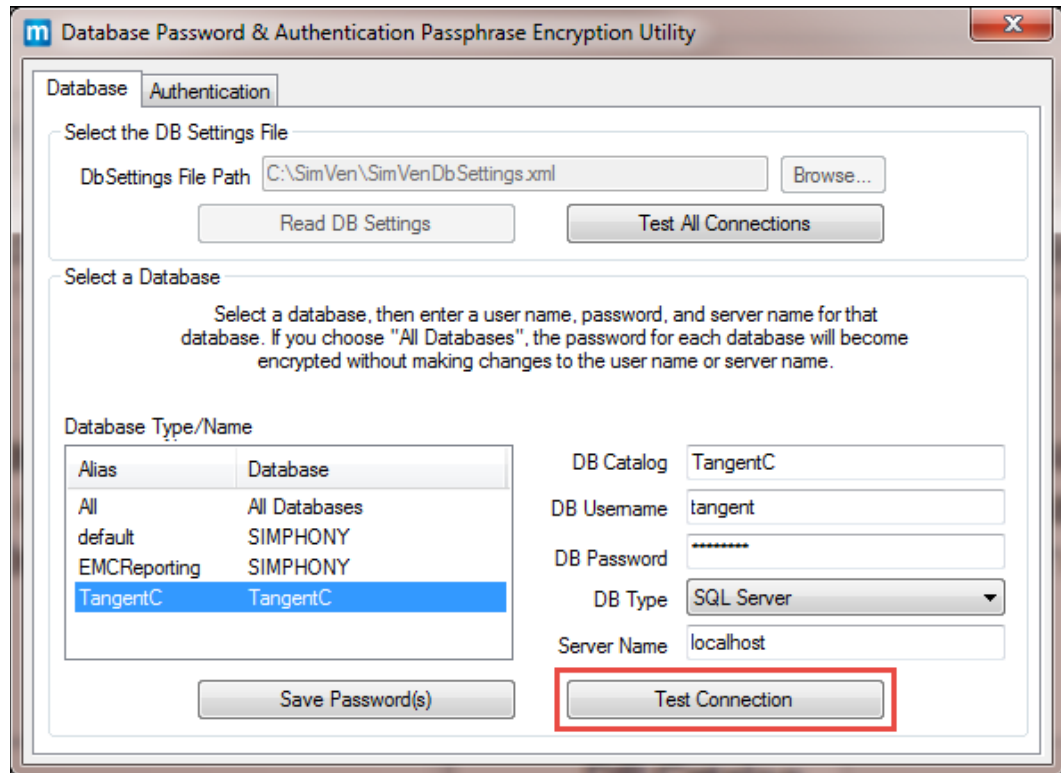 m Database Password & Authentication Passphrase Encryption Utility
Database Authentication
Select the DB Settings File
DbSettings File Path C:\SimVen\SimVenDbSettings.xml Browse...
Read DB Settings Test All Connections
Select a Database
Select a database, then enter a user name, password, and server name for that
database. If you choose "All Databases", the password for each database will become
encrypted without making changes to the user name or server name.
Database Type/Name
Alias Database
All All Databases
default SIMPHONY
EMCReporting SIMPHONY
TangentC TangentC
DB Catalog TangentC
DB Username tangent
DB Password ********
DB Type SQL Server
Server Name localhost
Save Password(s) Test Connection